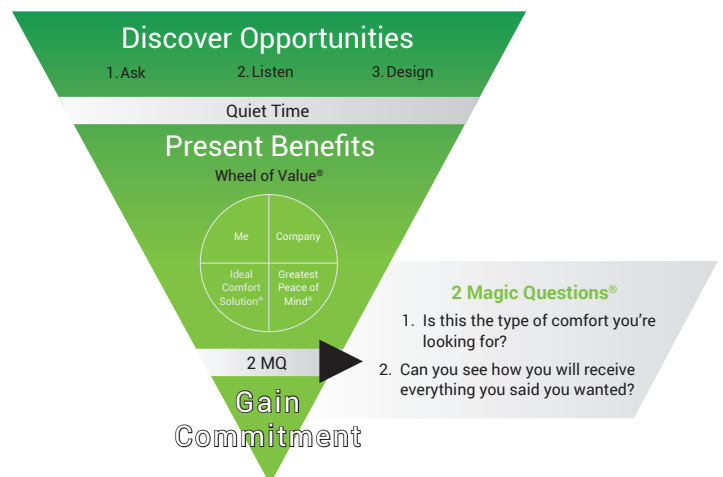 Discover Opportunities
1. Ask 2. Listen 3. Design
Quiet Time
Present Benefits
Wheel of Value®
Me Company
Ideal
Comfort
Solution®
Greatest
Peace of
Mind®
2 MQ
Gain
Commitment
2 Magic Questions®
1. Is this the type of comfort you're
looking for?
2. Can you see how you will receive
everything you said you wanted?